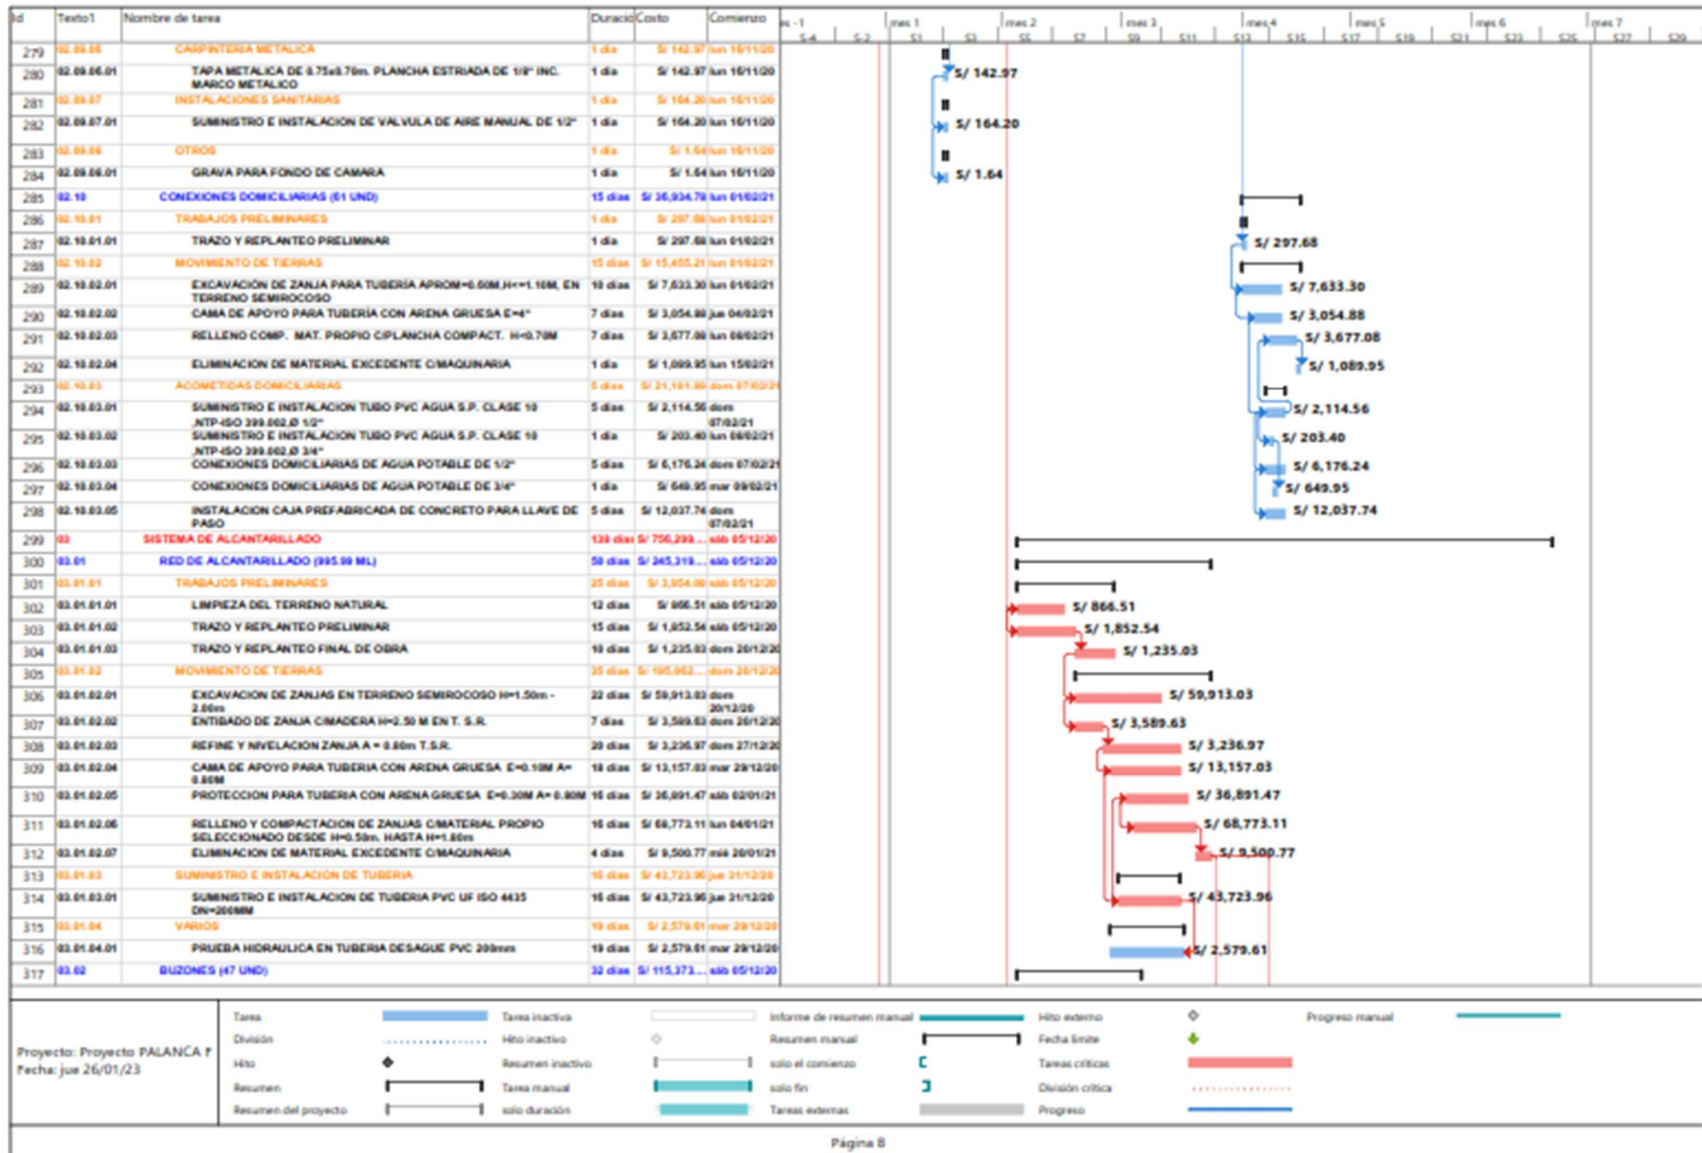 Id Texto1 Nombre de tarea Duració Costo Comienzo
mes 1 mes 2 mes 3 mes 4 mes 5 mes 6 mes 7
279 02.09.06 CARPINTERIA METALICA 1 día S/ 142.97 lun 16/11/20
280 02.09.06.01 TAPA METALICA DE 0.75x0.70m. PLANCHA ESTRIADA DE 1/8" INC. 1 día S/ 142.97 lun 16/11/20 S/ 142.97
MARCO METALICO
281 02.09.07 INSTALACIONES SANITARIAS 1 día S/ 164.20 lun 16/11/20
282 02.09.07.01 SUMINISTRO E INSTALACION DE VALVULA DE AIRE MANUAL DE 1/2" 1 día S/ 164.20 lun 16/11/20 S/ 164.20
283 02.09.08 OTROS 1 día S/ 1.64 lun 16/11/20
284 02.09.08.01 GRAVA PARA FONDO DE CAMARA 1 día S/ 1.64 lun 16/11/20 S/ 1.64
285 02.10 CONEXIONES DOMICILIARIAS (61 UND) 15 días S/ 36,934.78 lun 01/02/21
286 02.10.01 TRABAJOS PRELIMINARES 1 día S/ 297.68 lun 01/02/21
287 02.10.01.01 TRAZO Y REPLANTEO PRELIMINAR 1 día S/ 297.68 lun 01/02/21 S/ 297.68
288 02.10.02 MOVIMIENTO DE TIERRAS 15 días S/ 15,455.21 lun 01/02/21
289 02.10.02.01 EXCAVACIÓN DE ZANJA PARA TUBERÍA APROM=0.60M,H<=1.10M, EN 10 días S/ 7,633.30 lun 01/02/21 S/ 7,633.30
TERRENO SEMIROCOSO
290 02.10.02.02 CAMA DE APOYO PARA TUBERÍA CON ARENA GRUESA E=4" 7 días S/ 3,054.88 jue 04/02/21 S/ 3,054.88
291 02.10.02.03 RELLENO COMP. MAT. PROPIO C/PLANCHA COMPACT. H<0.70M 7 días S/ 3,677.08 lun 08/02/21 S/ 3,677.08
292 02.10.02.04 ELIMINACION DE MATERIAL EXCEDENTE C/MAQUINARIA 1 día S/ 1,089.95 lun 15/02/21 S/ 1,089.95
293 02.10.03 ACOMETIDAS DOMICILIARIAS 5 días S/ 21,181.89 dom 07/02/21
294 02.10.03.01 SUMINISTRO E INSTALACION TUBO PVC AGUA S.P. CLASE 10 5 días S/ 2,114.56 dom S/ 2,114.56
,NTP-ISO 399.002,Ø 1/2" 07/02/21
295 02.10.03.02 SUMINISTRO E INSTALACION TUBO PVC AGUA S.P. CLASE 10 1 día S/ 203.40 lun 08/02/21 S/ 203.40
,NTP-ISO 399.002,Ø 3/4"
296 02.10.03.03 CONEXIONES DOMICILIARIAS DE AGUA POTABLE DE 1/2" 5 días S/ 6,176.24 dom 07/02/21 S/ 6,176.24
297 02.10.03.04 CONEXIONES DOMICILIARIAS DE AGUA POTABLE DE 3/4" 1 día S/ 649.95 mar 09/02/21 S/ 649.95
298 02.10.03.05 INSTALACION CAJA PREFABRICADA DE CONCRETO PARA LLAVE DE 5 días S/ 12,037.74 dom S/ 12,037.74
PASO 07/02/21
299 03 SISTEMA DE ALCANTARILLADO 138 días S/ 756,299.... sáb 05/12/20
300 03.01 RED DE ALCANTARILLADO (995.99 ML) 50 días S/ 245,319.... sáb 05/12/20
301 03.01.01 TRABAJOS PRELIMINARES 25 días S/ 3,954.08 sáb 05/12/20
302 03.01.01.01 LIMPIEZA DEL TERRENO NATURAL 12 días S/ 866.51 sáb 05/12/20 S/ 866.51
303 03.01.01.02 TRAZO Y REPLANTEO PRELIMINAR 15 días S/ 1,852.54 sáb 05/12/20 S/ 1,852.54
304 03.01.01.03 TRAZO Y REPLANTEO FINAL DE OBRA 10 días S/ 1,235.03 dom 20/12/20 S/ 1,235.03
305 03.01.02 MOVIMIENTO DE TIERRAS 35 días dom 20/12/20
306 03.01.02.01 EXCAVACION DE ZANJAS EN TERRENO SEMIROCOSO H=1.50m - 22 días S/ 59,913.03 dom S/ 59,913.03
2.00m 20/12/20
307 03.01.02.02 ENTIBADO DE ZANJA C/MADERA H=2.50 M EN T. S.R. 7 días S/ 3,589.63 dom 20/12/20 S/ 3,589.63
308 03.01.02.03 REFINE Y NIVELACION ZANJA A = 0.80m T.S.R. 20 días S/ 3,236.97 dom 27/12/20 S/ 3,236.97
309 03.01.02.04 CAMA DE APOYO PARA TUBERIA CON ARENA GRUESA E=0.10M A= 18 días S/ 13,157.03 mar 29/12/20 S/ 13,157.03
0.80M
310 03.01.02.05 PROTECCION PARA TUBERIA CON ARENA GRUESA E=0.30M A= 0.80M 16 días S/ 36,891.47 sáb 02/01/21 S/ 36,891.47
311 03.01.02.06 RELLENO Y COMPACTACION DE ZANJAS C/MATERIAL PROPIO 16 días S/ 68,773.11 lun 04/01/21 S/ 68,773.11
SELECCIONADO DESDE H=0.50m. HASTA H=1.80m
312 03.01.02.07 ELIMINACION DE MATERIAL EXCEDENTE C/MAQUINARIA 4 días S/ 9,500.77 mié 20/01/21 S/ 9,500.77
313 03.01.03 SUMINISTRO E INSTALACION DE TUBERIA 16 días S/ 43,723.96 jue 31/12/20
314 03.01.03.01 SUMINISTRO E INSTALACION DE TUBERIA PVC UF ISO 4435 16 días S/ 43,723.96 jue 31/12/20 S/ 43,723.96
DN=200MM
315 03.01.04 VARIOS 19 días S/ 2,579.61 mar 29/12/20
316 03.01.04.01 PRUEBA HIDRAULICA EN TUBERIA DESAGUE PVC 200mm 19 días S/ 2,579.61 mar 29/12/20 S/ 2,579.61
317 03.02 BUZONES (47 UND) 32 días S/ 115,373.... sáb 05/12/20
Proyecto: Proyecto PALANCA F
Fecha: jue 26/01/23
Tarea Tarea inactiva Informe de resumen manual Hito externo Progreso manual
División Hito inactivo Resumen manual Fecha límite
Hito Resumen inactivo solo el comienzo Tareas críticas
Resumen Tarea manual solo fin División crítica
Resumen del proyecto solo duración Tareas externas Progreso
Página 8